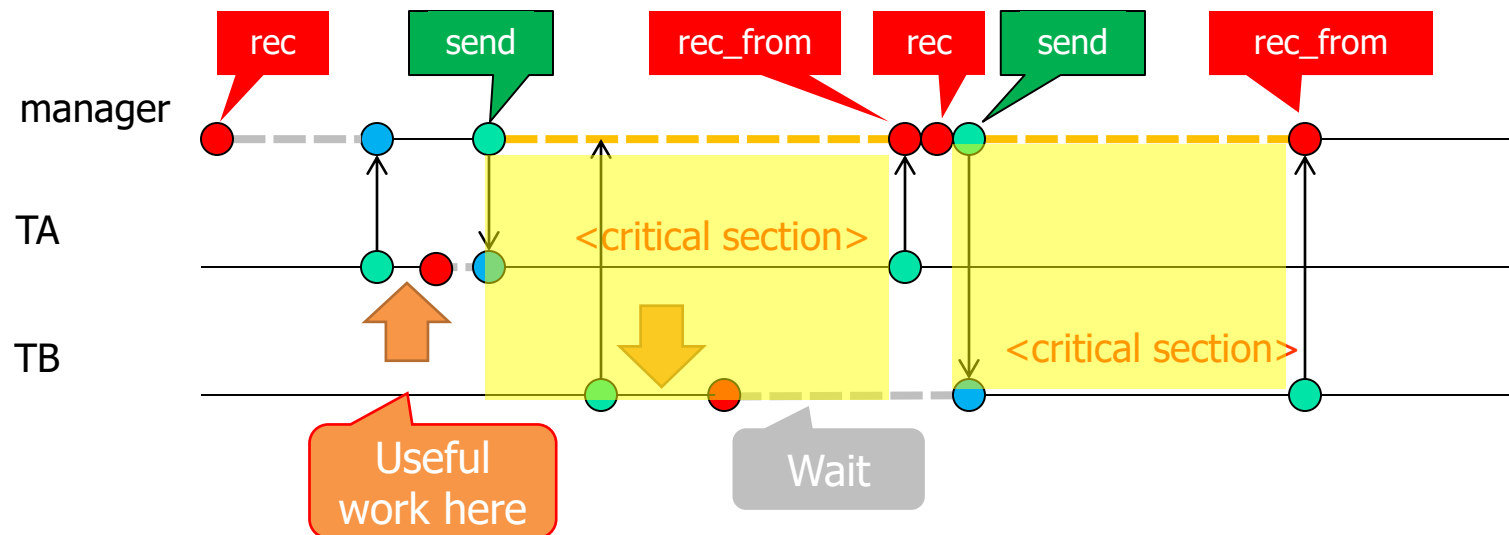 rec
send
rec_from
rec
send
rec_from
manager
TA
<critical section>
TB
<critical section>
Useful
work here
Wait